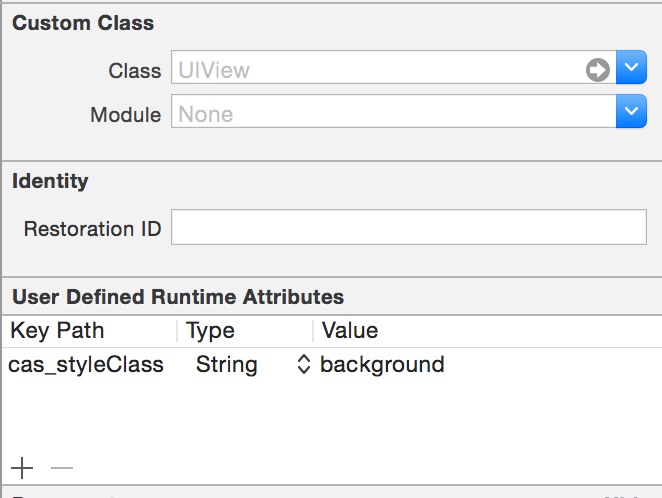 Custom Class
Class UIView
Module None
Identity
Restoration ID
User Defined Runtime Attributes
Key Path Type Value
cas_styleClass String background